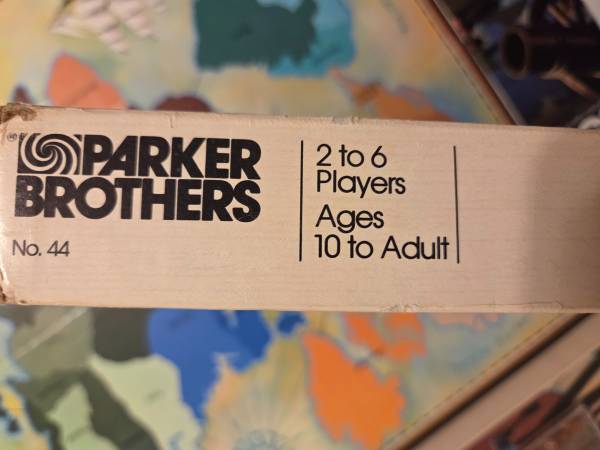 PARKER
BROTHERS
No. 44
2 to 6
Players
Ages
10 to Adult